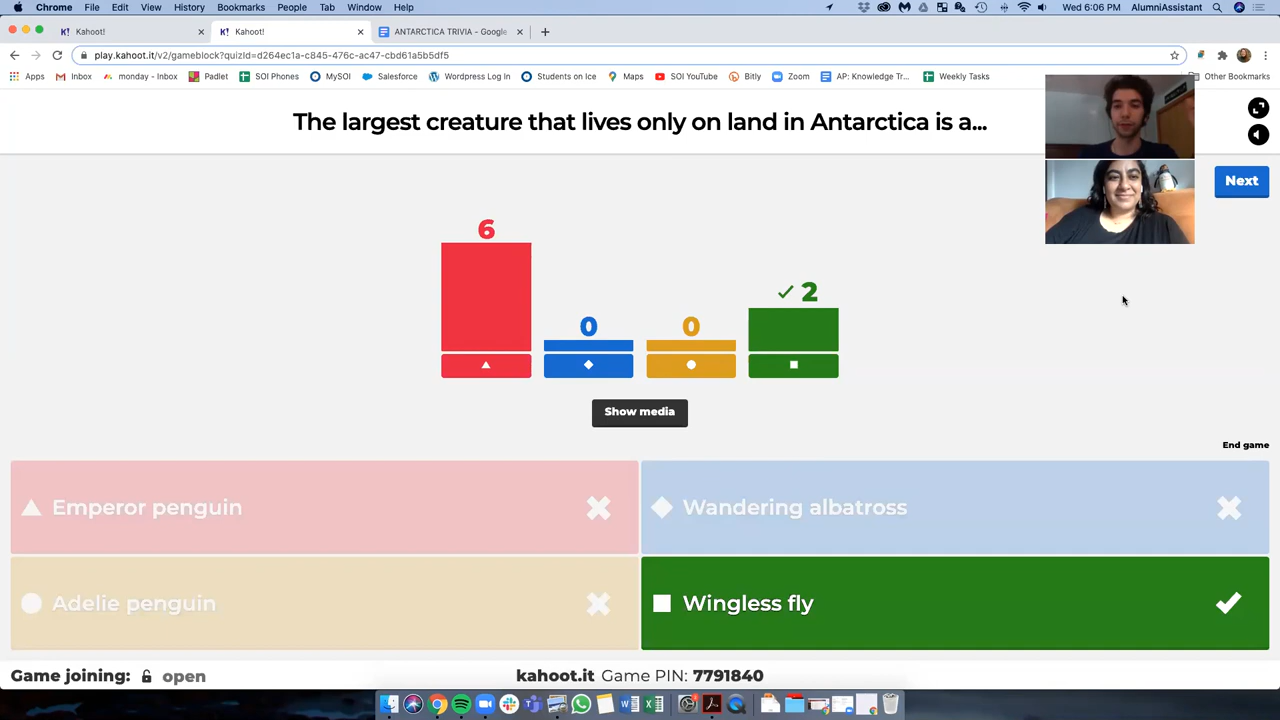 Chrome File Edit View History Bookmarks People Tab Window Help Wed 6:06 PM AlumniAssistant
Kahoot! Kahoot! ANTARCTICA TRIVIA - Google
play.kahoot.it/v2/gameblock?quizId=d264ec1a-c845-476c-ac47-cbd61a5b5df5
Apps Inbox monday - Inbox Padlet SOI Phones MySOI Salesforce Wordpress Log In Students on Ice Maps SOI YouTube Bitly Zoom AP: Knowledge Tr... Weekly Tasks Other Bookmarks
The largest creature that lives only on land in Antarctica is a...
Next
6
0
0
2
Show media
End game
Emperor penguin
Wandering albatross
Adelie penguin
Wingless fly
Game joining: open
kahoot.it Game PIN: 7791840